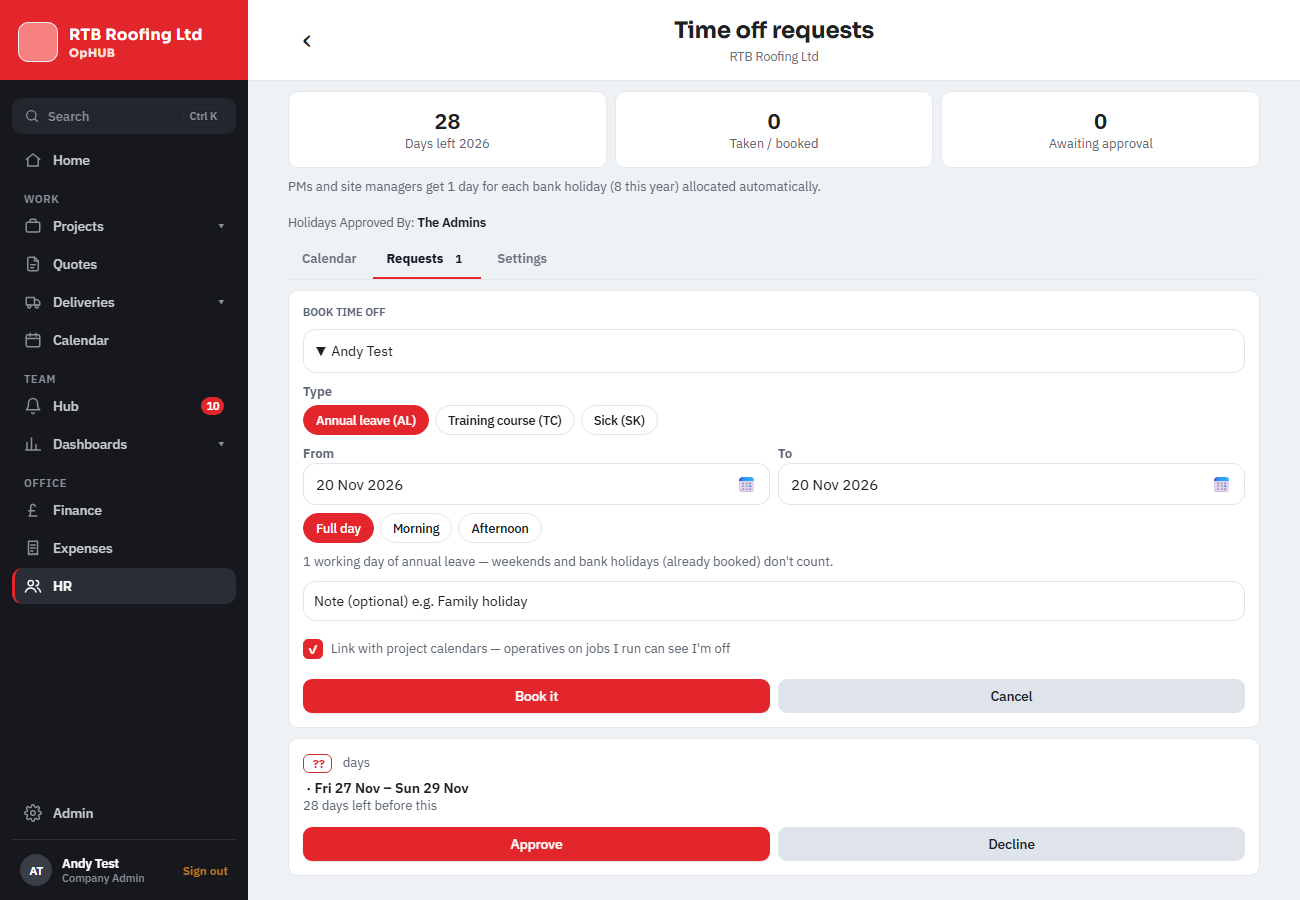 RTB Roofing Ltd
OpHUB
Search Ctrl K
Home
WORK
Projects
Quotes
Deliveries
Calendar
TEAM
Hub 10
Dashboards
OFFICE
Finance
Expenses
HR
Admin
AT
Andy Test
Company Admin
Sign out
Time off requests
RTB Roofing Ltd
28
Days left 2026
0
Taken / booked
0
Awaiting approval
PMs and site managers get 1 day for each bank holiday (8 this year) allocated automatically.
Holidays Approved By: The Admins
Calendar Requests 1 Settings
BOOK TIME OFF
▼ Andy Test
Type
Annual leave (AL) Training course (TC) Sick (SK)
From To
20 Nov 2026 20 Nov 2026
Full day Morning Afternoon
1 working day of annual leave — weekends and bank holidays (already booked) don't count.
Note (optional) e.g. Family holiday
Link with project calendars — operatives on jobs I run can see I'm off
Book it Cancel
?? days
· Fri 27 Nov – Sun 29 Nov
28 days left before this
Approve Decline